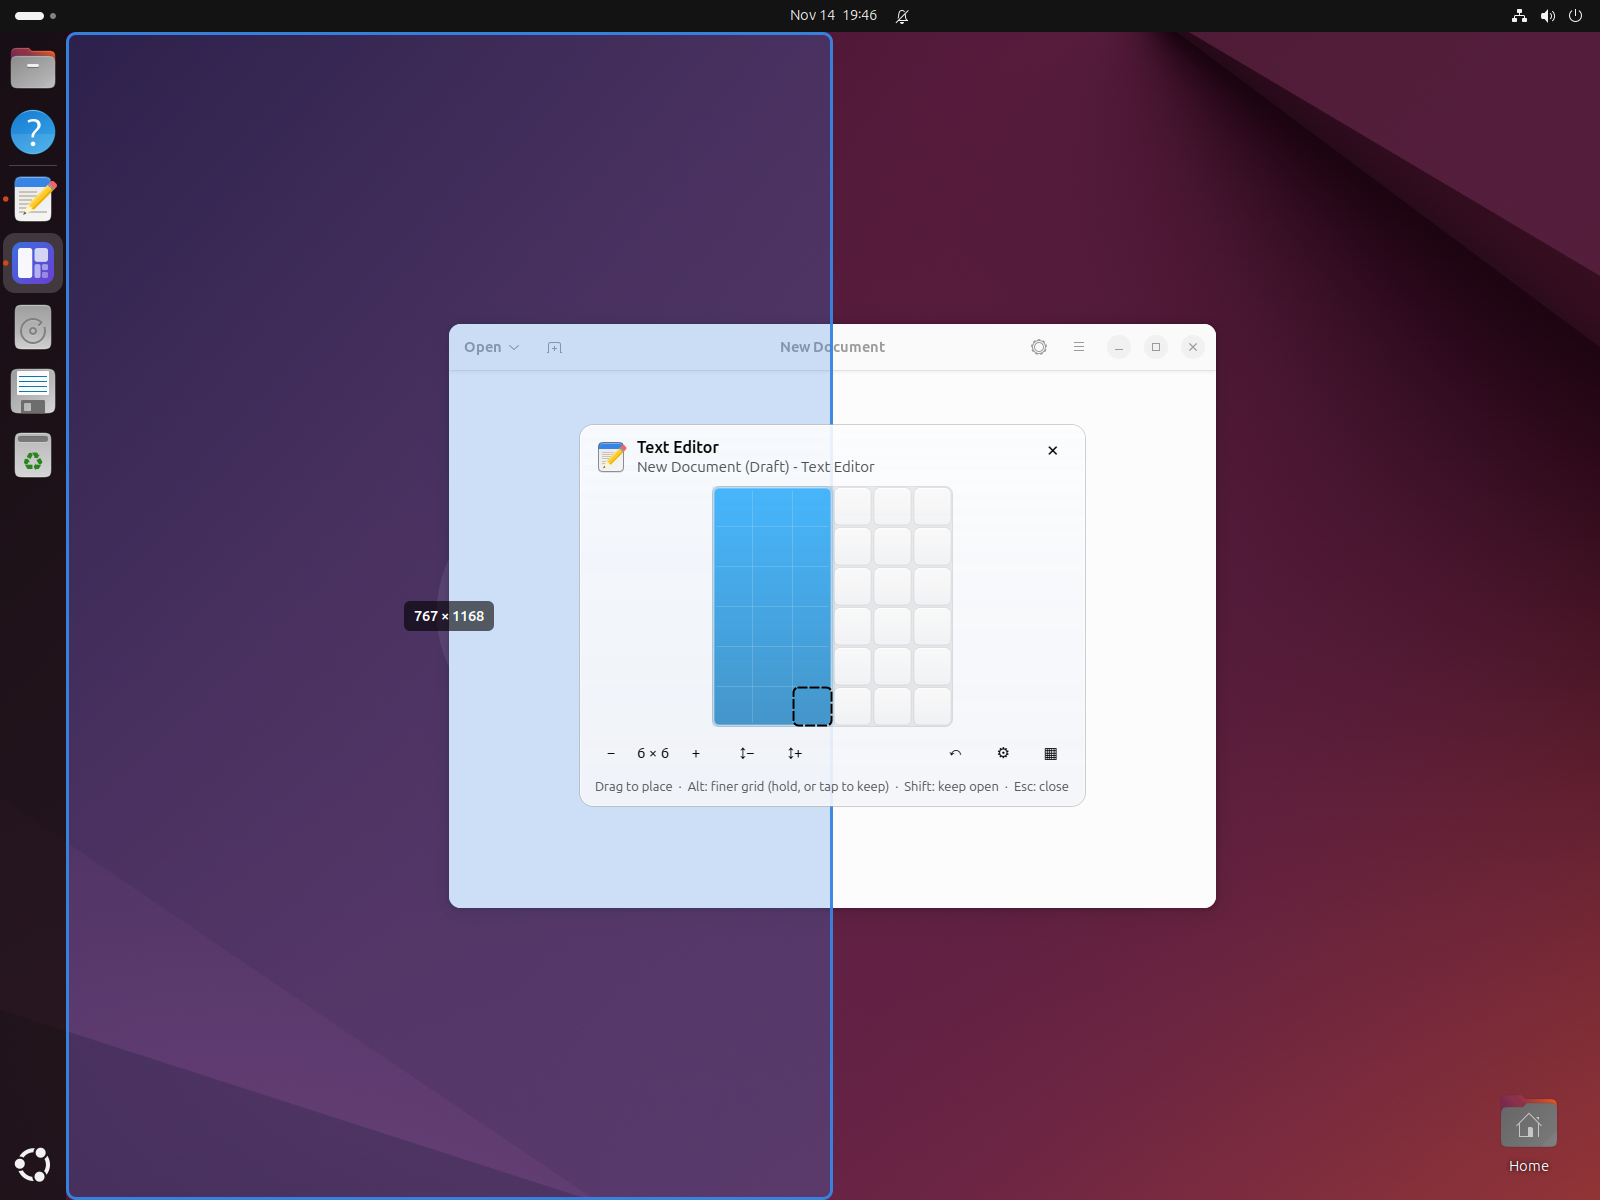 Nov 14 19:46
Open
New Document
Text Editor
New Document (Draft) - Text Editor
767 × 1168
− 6 × 6 + ↕− ↕+
Drag to place · Alt: finer grid (hold, or tap to keep) · Shift: keep open · Esc: close
Home